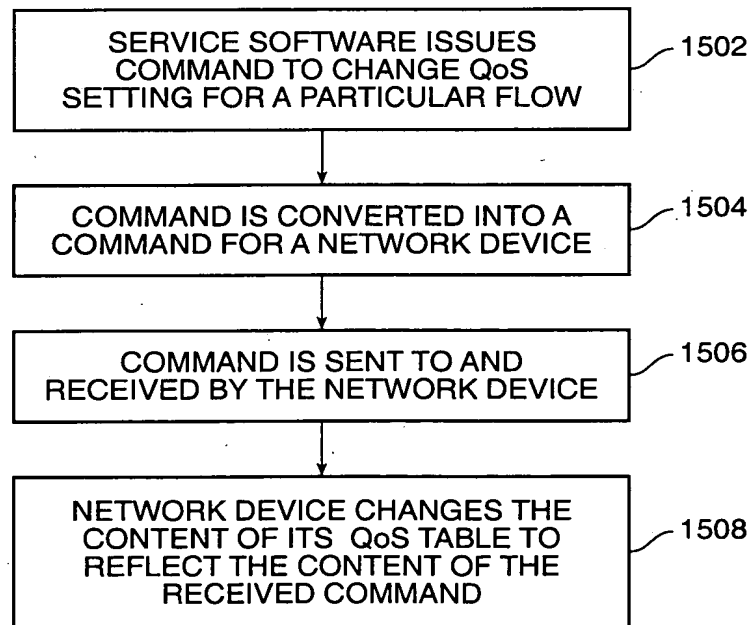 SERVICE SOFTWARE ISSUES
COMMAND TO CHANGE QoS
SETTING FOR A PARTICULAR FLOW
1502
COMMAND IS CONVERTED INTO A
COMMAND FOR A NETWORK DEVICE
1504
COMMAND IS SENT TO AND
RECEIVED BY THE NETWORK DEVICE
1506
NETWORK DEVICE CHANGES THE
CONTENT OF ITS QoS TABLE TO
REFLECT THE CONTENT OF THE
RECEIVED COMMAND
1508